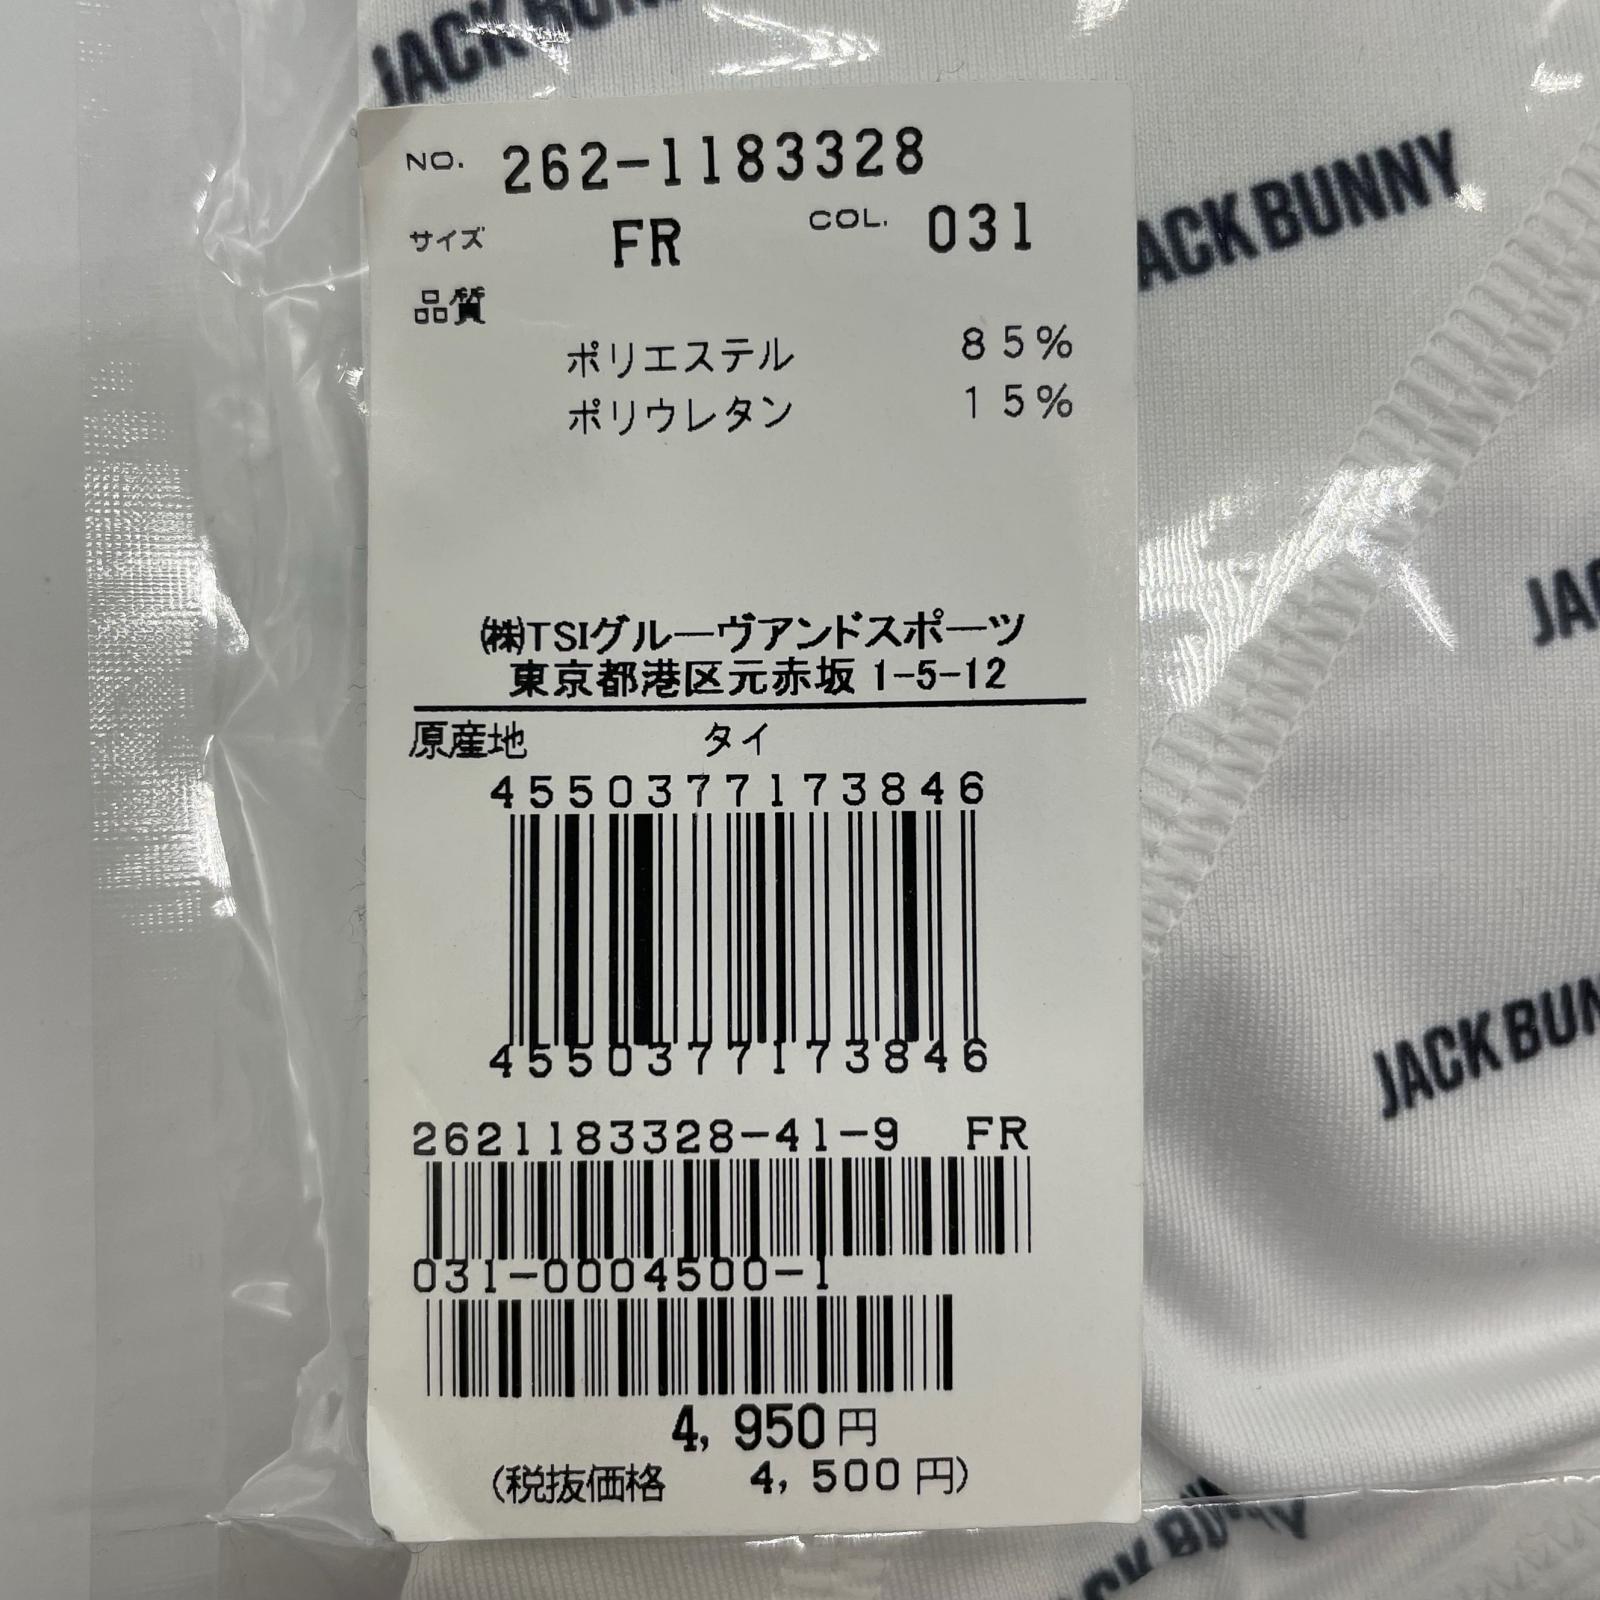 JACK BUNNY
NO. 262-1183328
サイズ FR COL. 031
品質
ポリエステル 85%
ポリウレタン 15%
㈱TSIグルーヴアンドスポーツ
東京都港区元赤坂 1-5-12
原産地 タイ
4550377173846
4550377173846
2621183328-41-9 FR
031-0004500-1
4,950円
(税抜価格 4,500円)
JACK BUNNY
JACK BUNNY